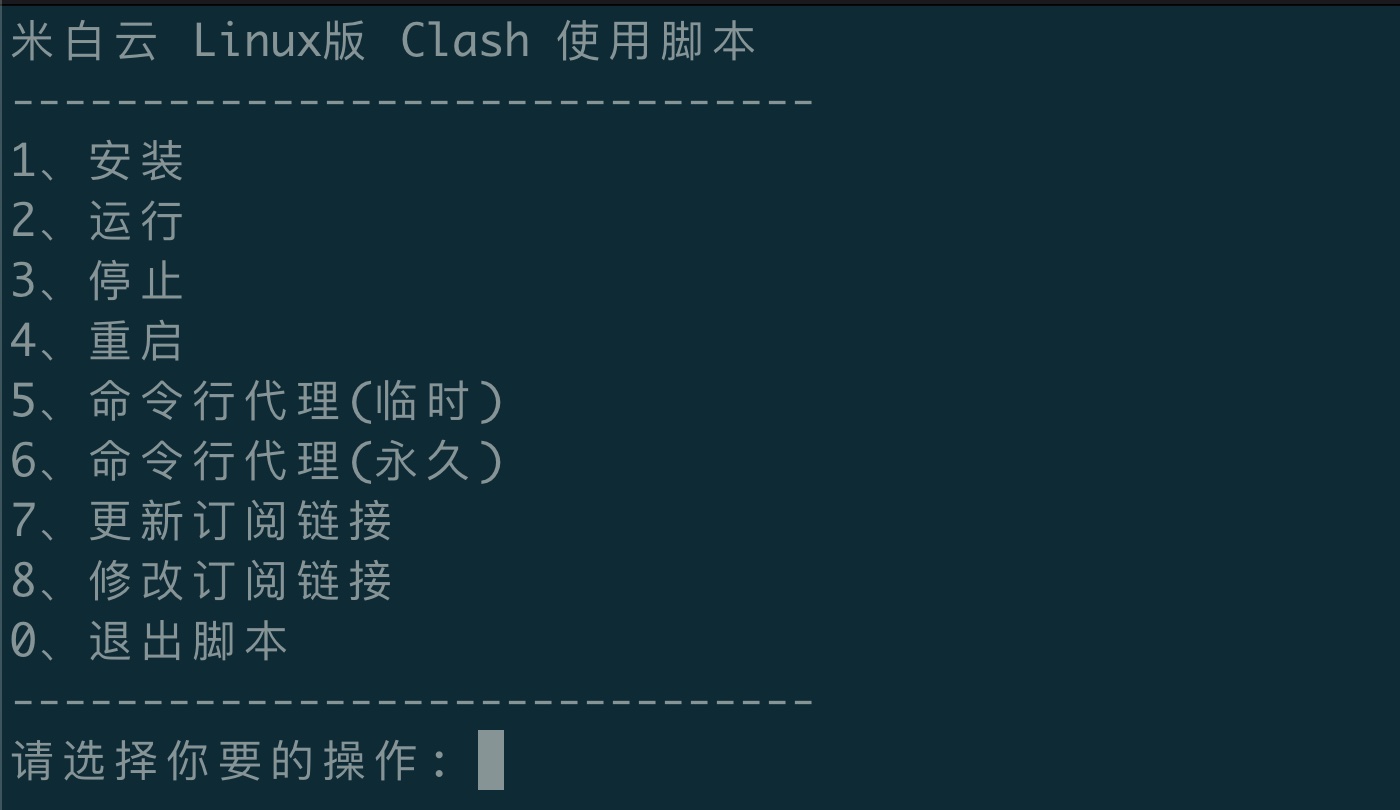 米白云 Linux版 Clash 使用脚本
-------------------------------
1、安装
2、运行
3、停止
4、重启
5、命令行代理(临时)
6、命令行代理(永久)
7、更新订阅链接
8、修改订阅链接
0、退出脚本
-------------------------------
请选择你要的操作: